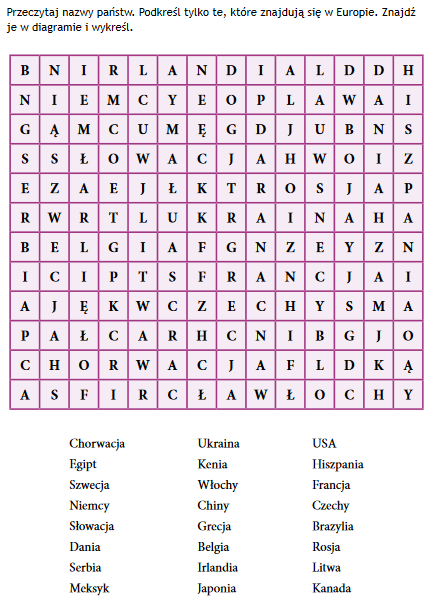 Przeczytaj nazwy państw. Podkreśl tylko te, które znajdują się w Europie. Znajdź
je w diagramie i wykreśl.
B N I R L A N D I A L D D H
N I E M C Y E O P L A W A I
G Ą M C U M Ę G D J U B N S
S S Ł O W A C J A H W O I Z
E Z A E J Ł K T R O S J A P
R W R T L U K R A I N A H A
B E L G I A F G N Z E Y Z N
I C I P T S F R A N C J A I
A J Ę K W C Z E C H Y S M A
P A Ł C A R H C N I B G J O
C H O R W A C J A F L D K Ą
A S F I R C Ł A W Ł O C H Y
Chorwacja Ukraina USA
Egipt Kenia Hiszpania
Szwecja Włochy Francja
Niemcy Chiny Czechy
Słowacja Grecja Brazylia
Dania Belgia Rosja
Serbia Irlandia Litwa
Meksyk Japonia Kanada